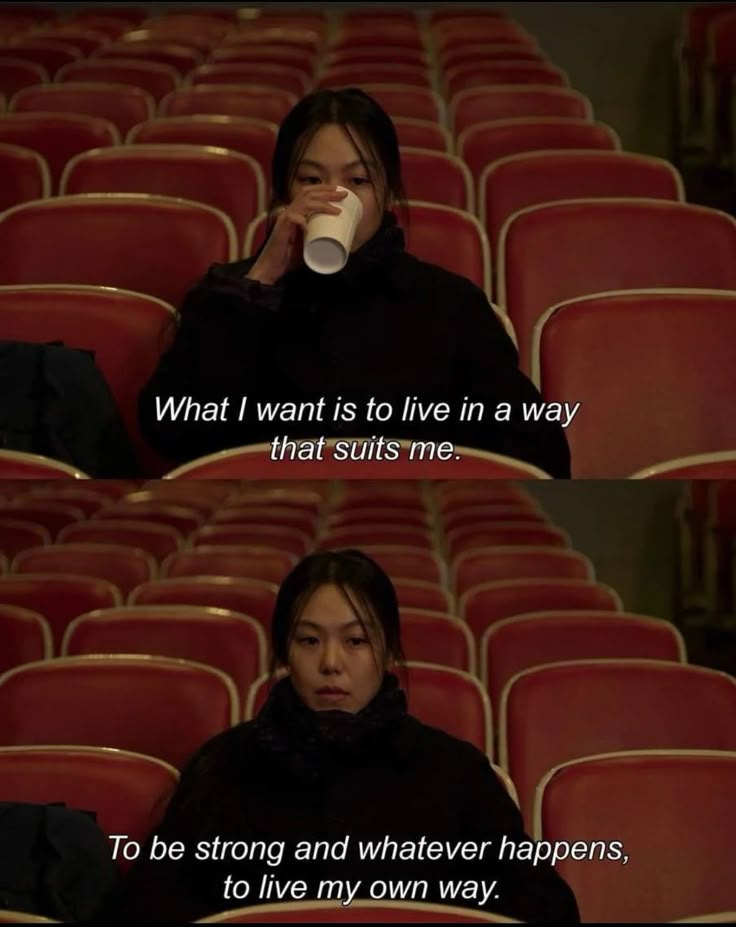 What I want is to live in a way
that suits me.
To be strong and whatever happens,
to live my own way.